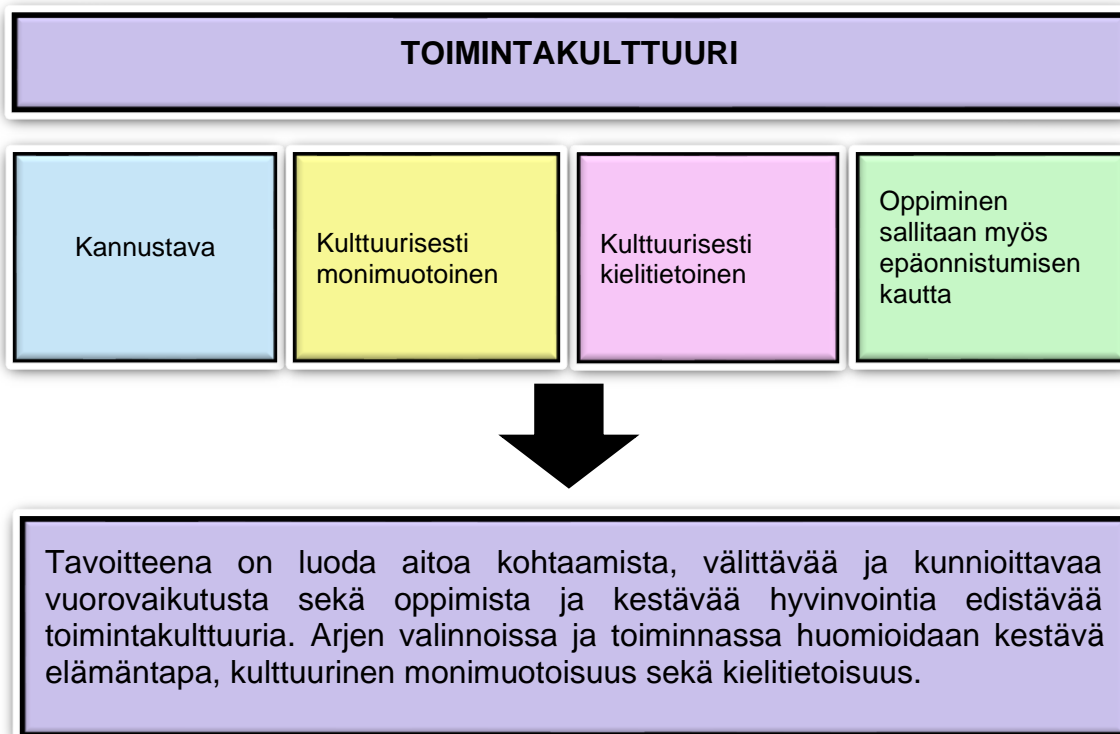 TOIMINTAKULTTUURI
Kannustava
Kulttuurisesti
monimuotoinen
Kulttuurisesti
kielitietoinen
Oppiminen
sallitaan myös
epäonnistumisen
kautta
Tavoitteena on luoda aitoa kohtaamista, välittävää ja kunnioittavaa
vuorovaikutusta sekä oppimista ja kestävää hyvinvointia edistävää
toimintakulttuuria. Arjen valinnoissa ja toiminnassa huomioidaan kestävä
elämäntapa, kulttuurinen monimuotoisuus sekä kielitietoisuus.